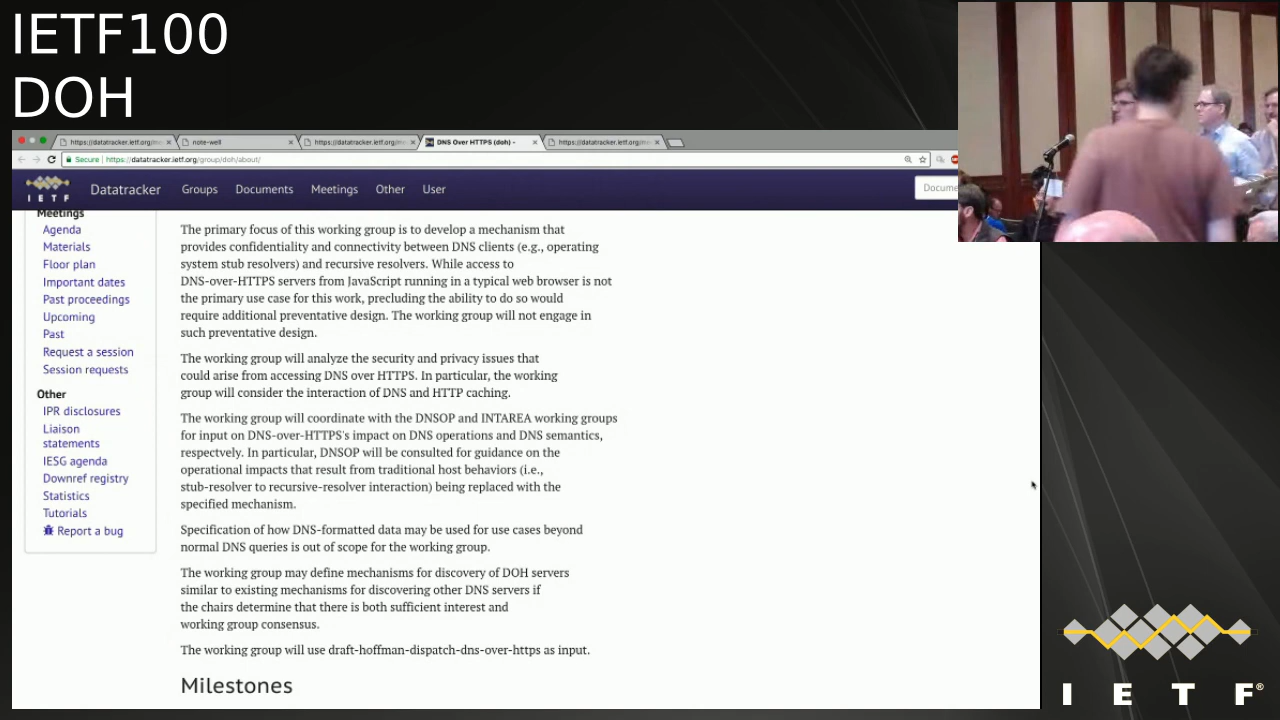 IETF100
DOH
https://datatracker.ietf.org/
note-well
https://datatracker.ietf.org/
DNS Over HTTPS (doh) -
https://datatracker.ietf.org/
Secure https://datatracker.ietf.org/group/doh/about/
IETF Datatracker Groups Documents Meetings Other User Docume
Meetings
Agenda
Materials
Floor plan
Important dates
Past proceedings
Upcoming
Past
Request a session
Session requests
Other
IPR disclosures
Liaison
statements
IESG agenda
Downref registry
Statistics
Tutorials
Report a bug
The primary focus of this working group is to develop a mechanism that
provides confidentiality and connectivity between DNS clients (e.g., operating
system stub resolvers) and recursive resolvers. While access to
DNS-over-HTTPS servers from JavaScript running in a typical web browser is not
the primary use case for this work, precluding the ability to do so would
require additional preventative design. The working group will not engage in
such preventative design.
The working group will analyze the security and privacy issues that
could arise from accessing DNS over HTTPS. In particular, the working
group will consider the interaction of DNS and HTTP caching.
The working group will coordinate with the DNSOP and INTAREA working groups
for input on DNS-over-HTTPS's impact on DNS operations and DNS semantics,
respectvely. In particular, DNSOP will be consulted for guidance on the
operational impacts that result from traditional host behaviors (i.e.,
stub-resolver to recursive-resolver interaction) being replaced with the
specified mechanism.
Specification of how DNS-formatted data may be used for use cases beyond
normal DNS queries is out of scope for the working group.
The working group may define mechanisms for discovery of DOH servers
similar to existing mechanisms for discovering other DNS servers if
the chairs determine that there is both sufficient interest and
working group consensus.
The working group will use draft-hoffman-dispatch-dns-over-https as input.
Milestones
I E T F®